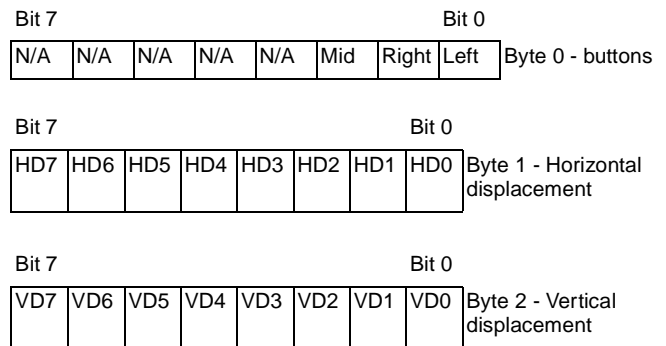 Bit 7 Bit 0
N/A N/A N/A N/A N/A Mid Right Left Byte 0 - buttons
Bit 7 Bit 0
HD7 HD6 HD5 HD4 HD3 HD2 HD1 HD0 Byte 1 - Horizontal
displacement
Bit 7 Bit 0
VD7 VD6 VD5 VD4 VD3 VD2 VD1 VD0 Byte 2 - Vertical
displacement